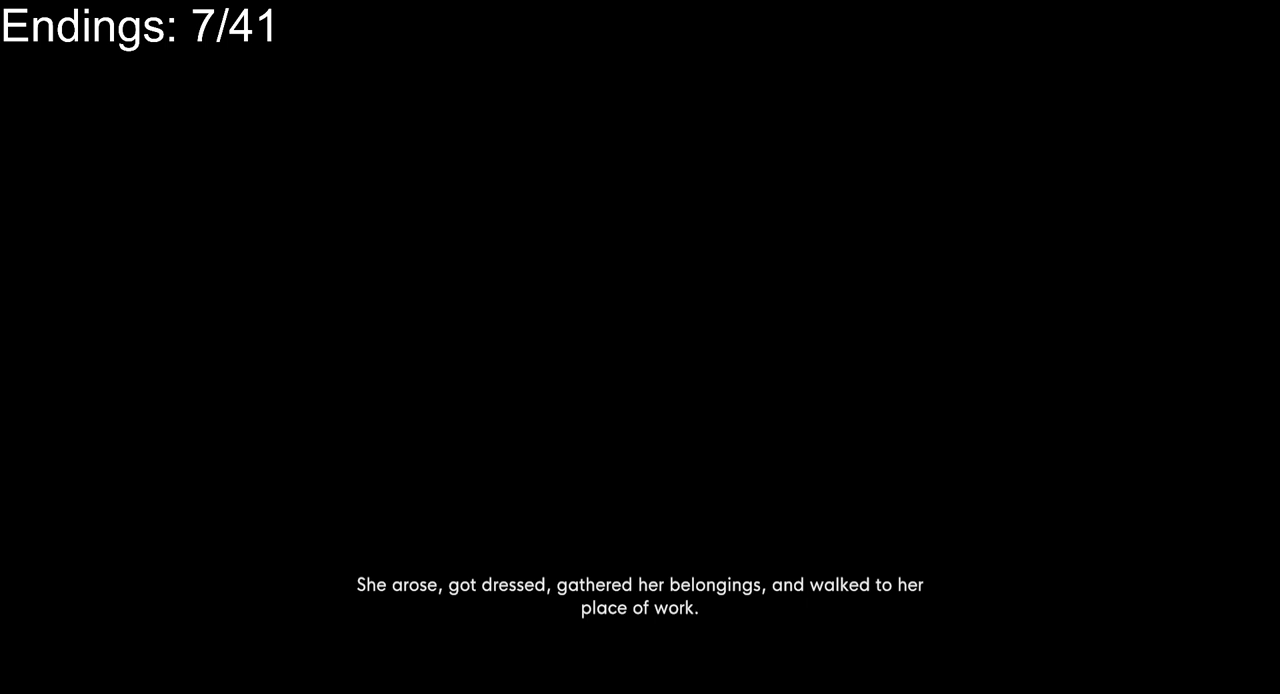 Endings: 7/41
She arose, got dressed, gathered her belongings, and walked to her
place of work.